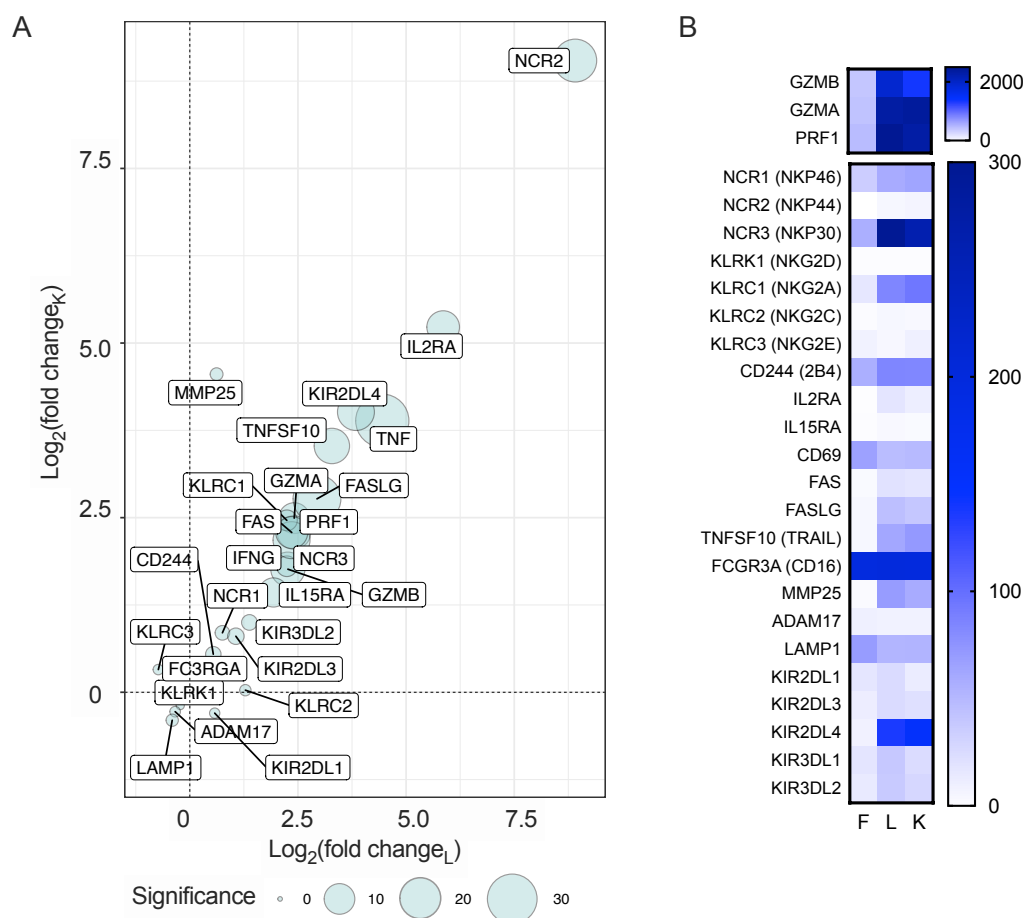 A
B
NCR2
IL2RA
MMP25
KIR2DL4
TNFSF10
TNF
GZMA
KLRC1
FASLG
FAS
PRF1
IFNG
NCR3
CD244
NCR1
IL15RA
GZMB
KLRC3
KIR3DL2
FC3RGA
KIR2DL3
KLRK1
KLRC2
ADAM17
LAMP1
KIR2DL1
7.5
5.0
2.5
0
Log2(fold changeK)
0
2.5
5.0
7.5
Log2(fold changeL)
Significance
0
10
20
30
GZMB
GZMA
PRF1
2000
0
NCR1 (NKP46)
NCR2 (NKP44)
NCR3 (NKP30)
KLRK1 (NKG2D)
KLRC1 (NKG2A)
KLRC2 (NKG2C)
KLRC3 (NKG2E)
CD244 (2B4)
IL2RA
IL15RA
CD69
FAS
FASLG
TNFSF10 (TRAIL)
FCGR3A (CD16)
MMP25
ADAM17
LAMP1
KIR2DL1
KIR2DL3
KIR2DL4
KIR3DL1
KIR3DL2
300
200
100
0
F L K